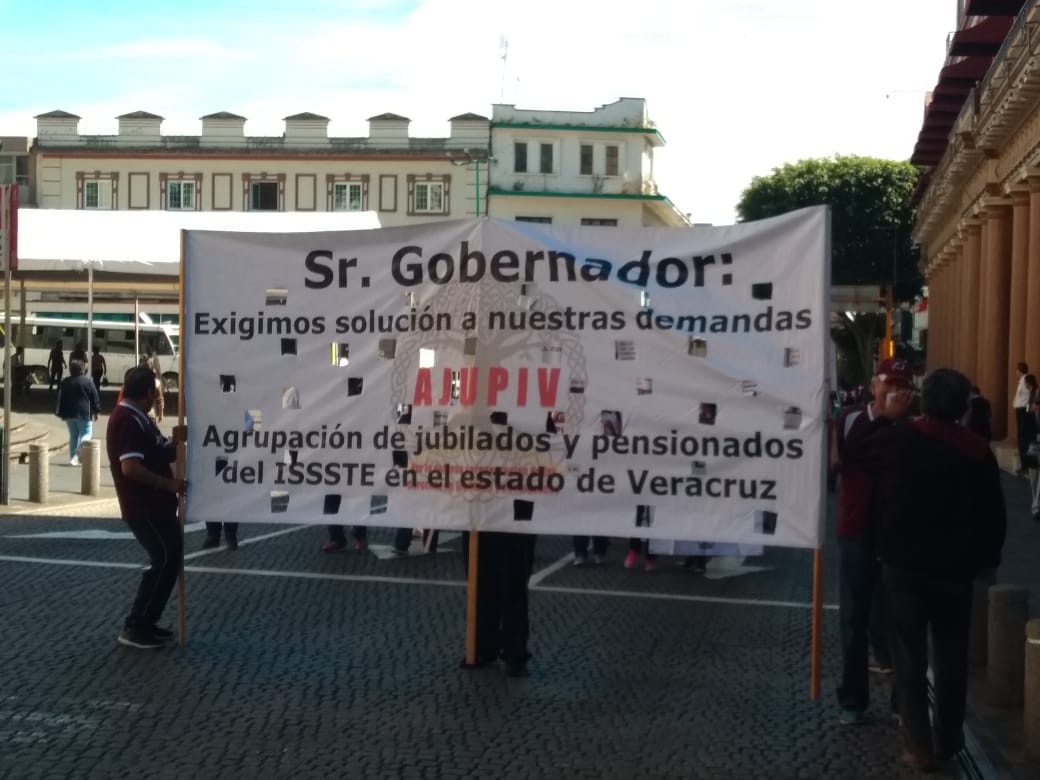 Sr. Gobernador:
Exigimos solución a nuestras demandas
AJUPIV
Agrupación de jubilados y pensionados
del ISSSTE en el estado de Veracruz